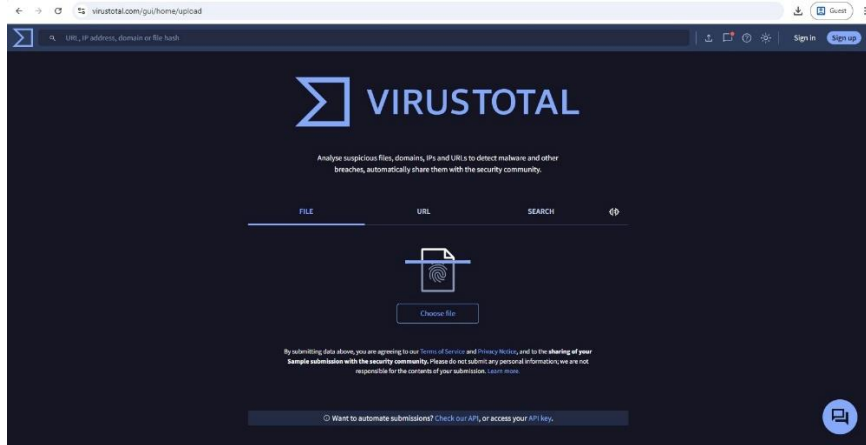 virustotal.com/gui/home/upload
Guest
URL, IP address, domain or file hash
Sign in
Sign up
VIRUSTOTAL
Analyse suspicious files, domains, IPs and URLs to detect malware and other
breaches, automatically share them with the security community.
FILE
URL
SEARCH
Choose file
By submitting data above, you are agreeing to our Terms of Service and Privacy Notice, and to the sharing of your
Sample submission with the security community. Please do not submit any personal information; we are not
responsible for the contents of your submission. Learn more.
Want to automate submissions? Check our API, or access your API key.